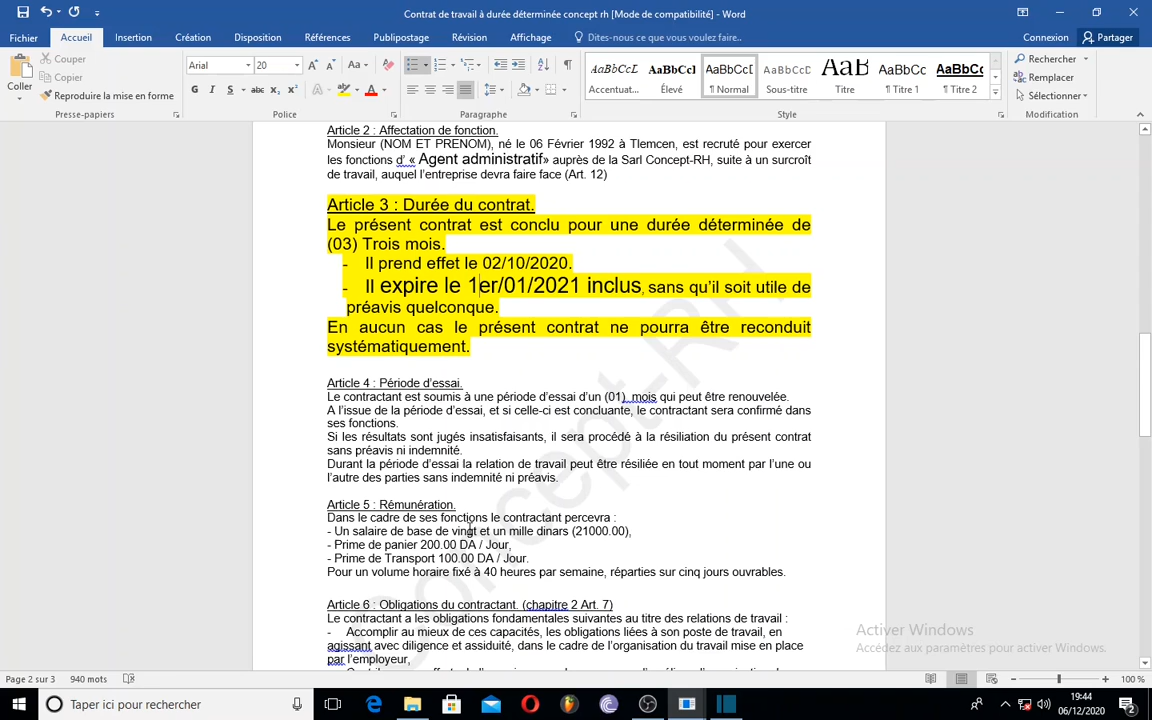 Contrat de travail à durée déterminée concept rh [Mode de compatibilité] - Word
Fichier Accueil Insertion Création Disposition Références Publipostage Révision Affichage Dites-nous ce que vous voulez faire.. Connexion Partager
Coller
Couper
Copier
Reproduire la mise en forme
Presse-papiers
Arial 20
Police
Paragraphe
AaBbCcL AaBbCcI AaBbCcD AaBbCcD AaB AaBbCc AaBbCc
Accentuat... Élevé ¶ Normal Sous-titre Titre ¶ Titre 1 ¶ Titre 2
Style
Rechercher
Remplacer
Sélectionner
Modification
Article 2 : Affectation de fonction.
Monsieur (NOM ET PRENOM), né le 06 Février 1992 à Tlemcen, est recruté pour exercer
les fonctions d' « Agent administratif» auprès de la Sarl Concept-RH, suite à un surcroît
de travail, auquel l'entreprise devra faire face (Art. 12)
Article 3 : Durée du contrat.
Le présent contrat est conclu pour une durée déterminée de
(03) Trois mois.
- Il prend effet le 02/10/2020.
- Il expire le 1er/01/2021 inclus, sans qu'il soit utile de
préavis quelconque.
En aucun cas le présent contrat ne pourra être reconduit
systématiquement.
Article 4 : Période d'essai.
Le contractant est soumis à une période d'essai d'un (01) mois qui peut être renouvelée.
A l'issue de la période d'essai, et si celle-ci est concluante, le contractant sera confirmé dans
ses fonctions.
Si les résultats sont jugés insatisfaisants, il sera procédé à la résiliation du présent contrat
sans préavis ni indemnité.
Durant la période d'essai la relation de travail peut être résiliée en tout moment par l'une ou
l'autre des parties sans indemnité ni préavis.
Article 5 : Rémunération.
Dans le cadre de ses fonctions le contractant percevra :
- Un salaire de base de vingt et un mille dinars (21000.00),
- Prime de panier 200.00 DA / Jour,
- Prime de Transport 100.00 DA / Jour.
Pour un volume horaire fixé à 40 heures par semaine, réparties sur cinq jours ouvrables.
Article 6 : Obligations du contractant. (chapitre 2 Art. 7)
Le contractant a les obligations fondamentales suivantes au titre des relations de travail :
- Accomplir au mieux de ces capacités, les obligations liées à son poste de travail, en
agissant avec diligence et assiduité, dans le cadre de l'organisation du travail mise en place
par l'employeur,
Concept-RH
Activer Windows
Accédez aux paramètres pour activer Windows.
Page 2 sur 3 940 mots 100 %
Taper ici pour rechercher
19:44
06/12/2020
2